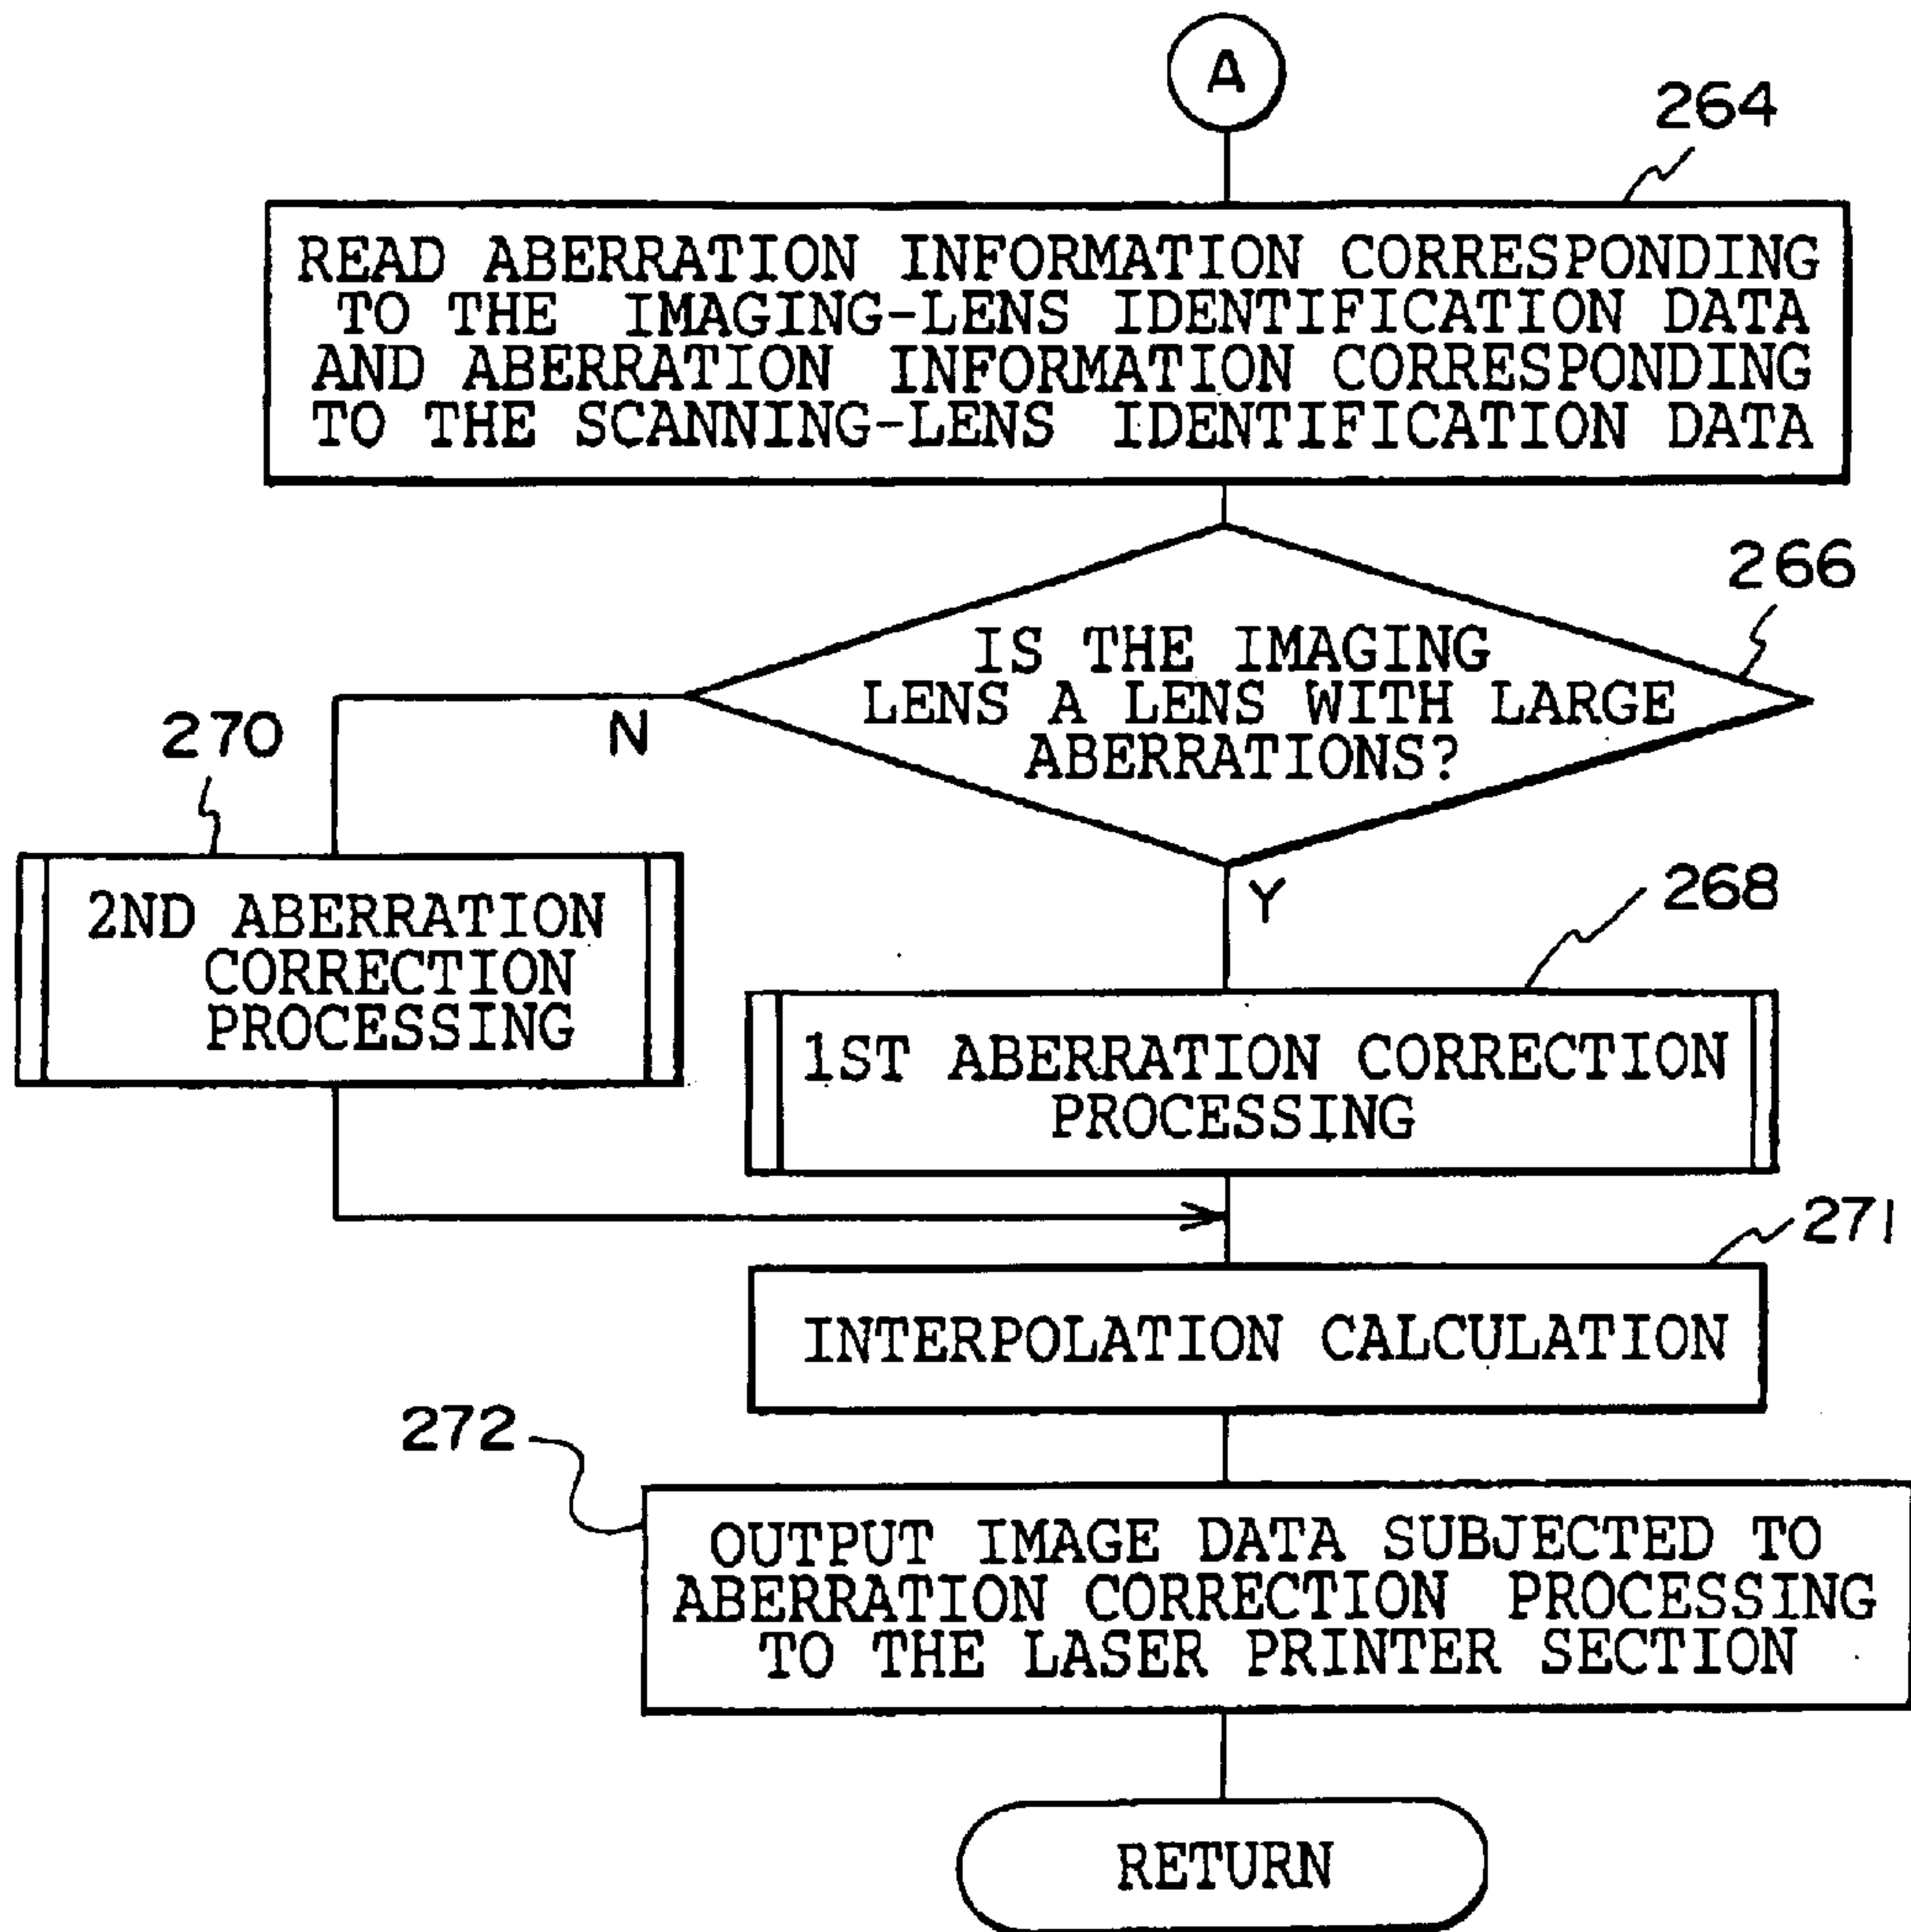 A
264
READ ABERRATION INFORMATION CORRESPONDING
TO THE IMAGING-LENS IDENTIFICATION DATA
AND ABERRATION INFORMATION CORRESPONDING
TO THE SCANNING-LENS IDENTIFICATION DATA
266
IS THE IMAGING
LENS A LENS WITH LARGE
ABERRATIONS?
N
270
Y
268
2ND ABERRATION
CORRECTION
PROCESSING
1ST ABERRATION CORRECTION
PROCESSING
271
INTERPOLATION CALCULATION
272
OUTPUT IMAGE DATA SUBJECTED TO
ABERRATION CORRECTION PROCESSING
TO THE LASER PRINTER SECTION
RETURN